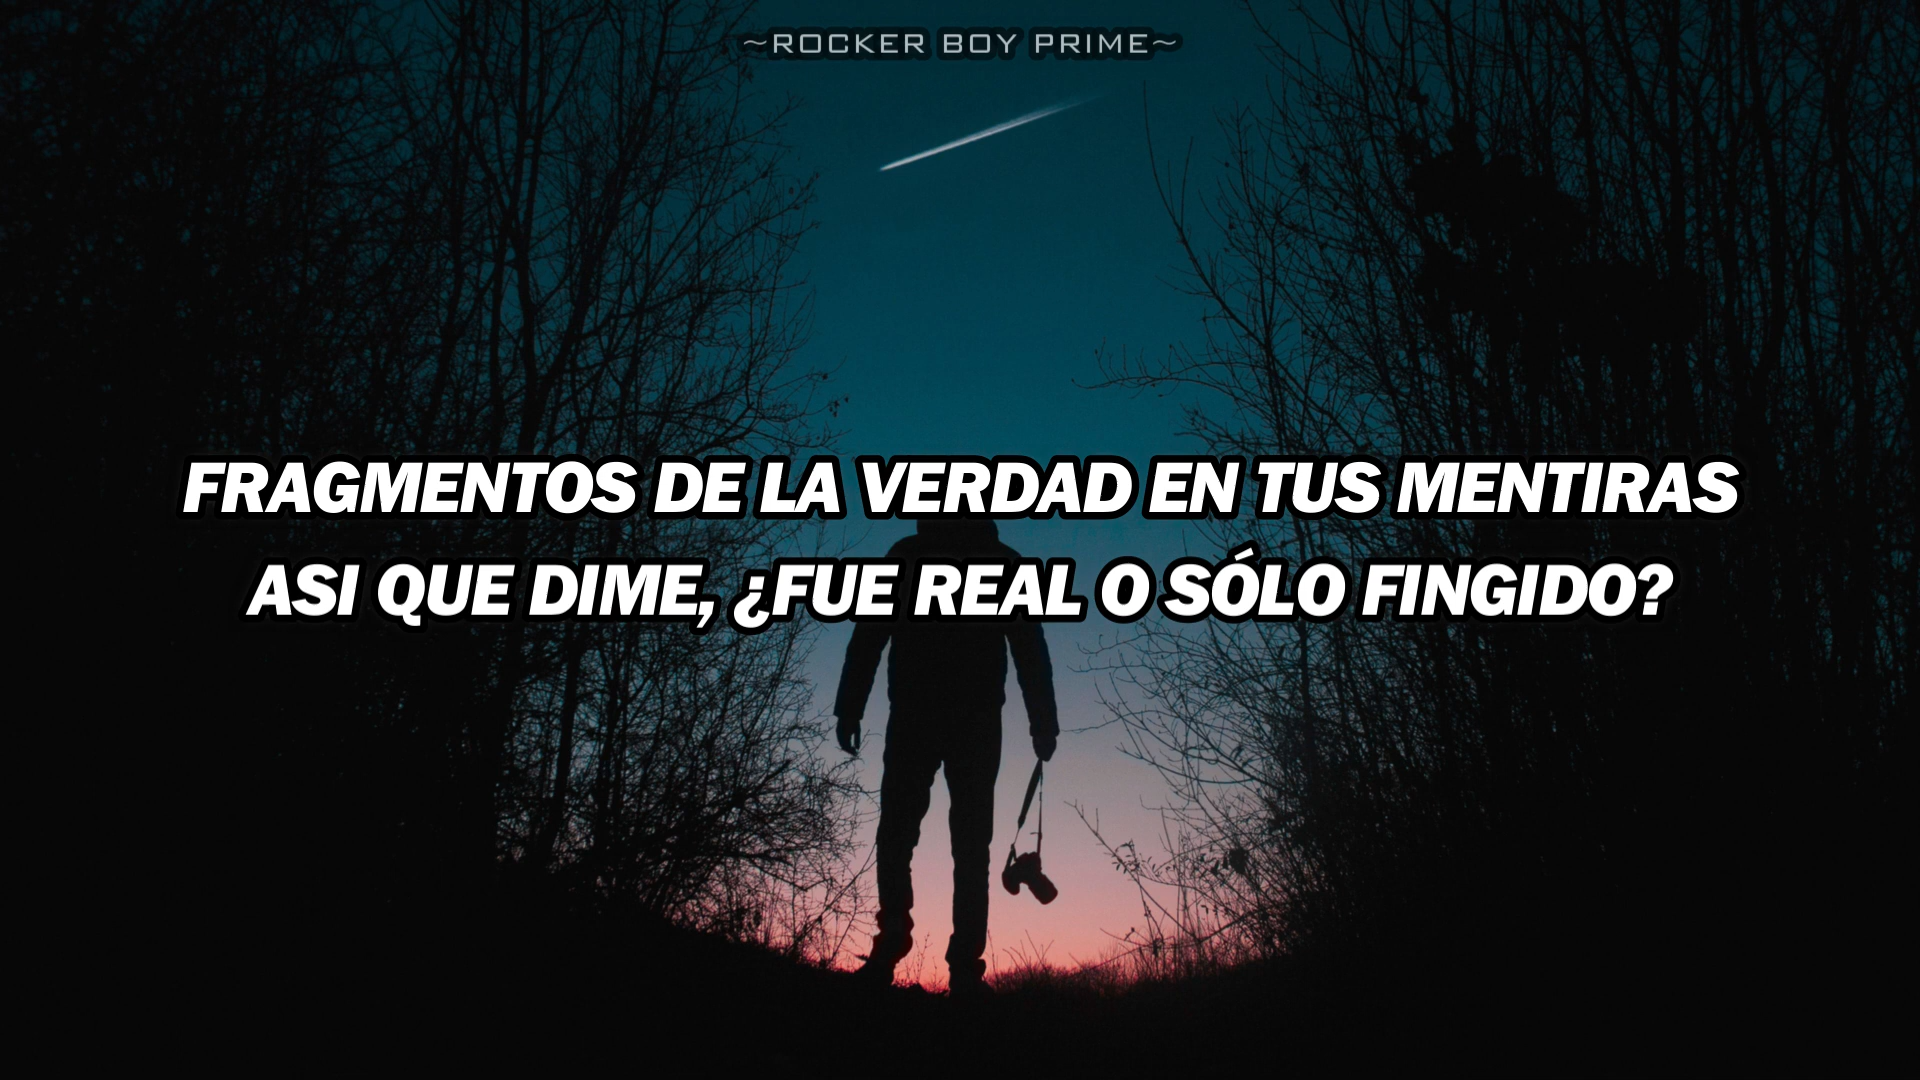 ~ROCKER BOY PRIME~
FRAGMENTOS DE LA VERDAD EN TUS MENTIRAS
ASI QUE DIME, ¿FUE REAL O SÓLO FINGIDO?